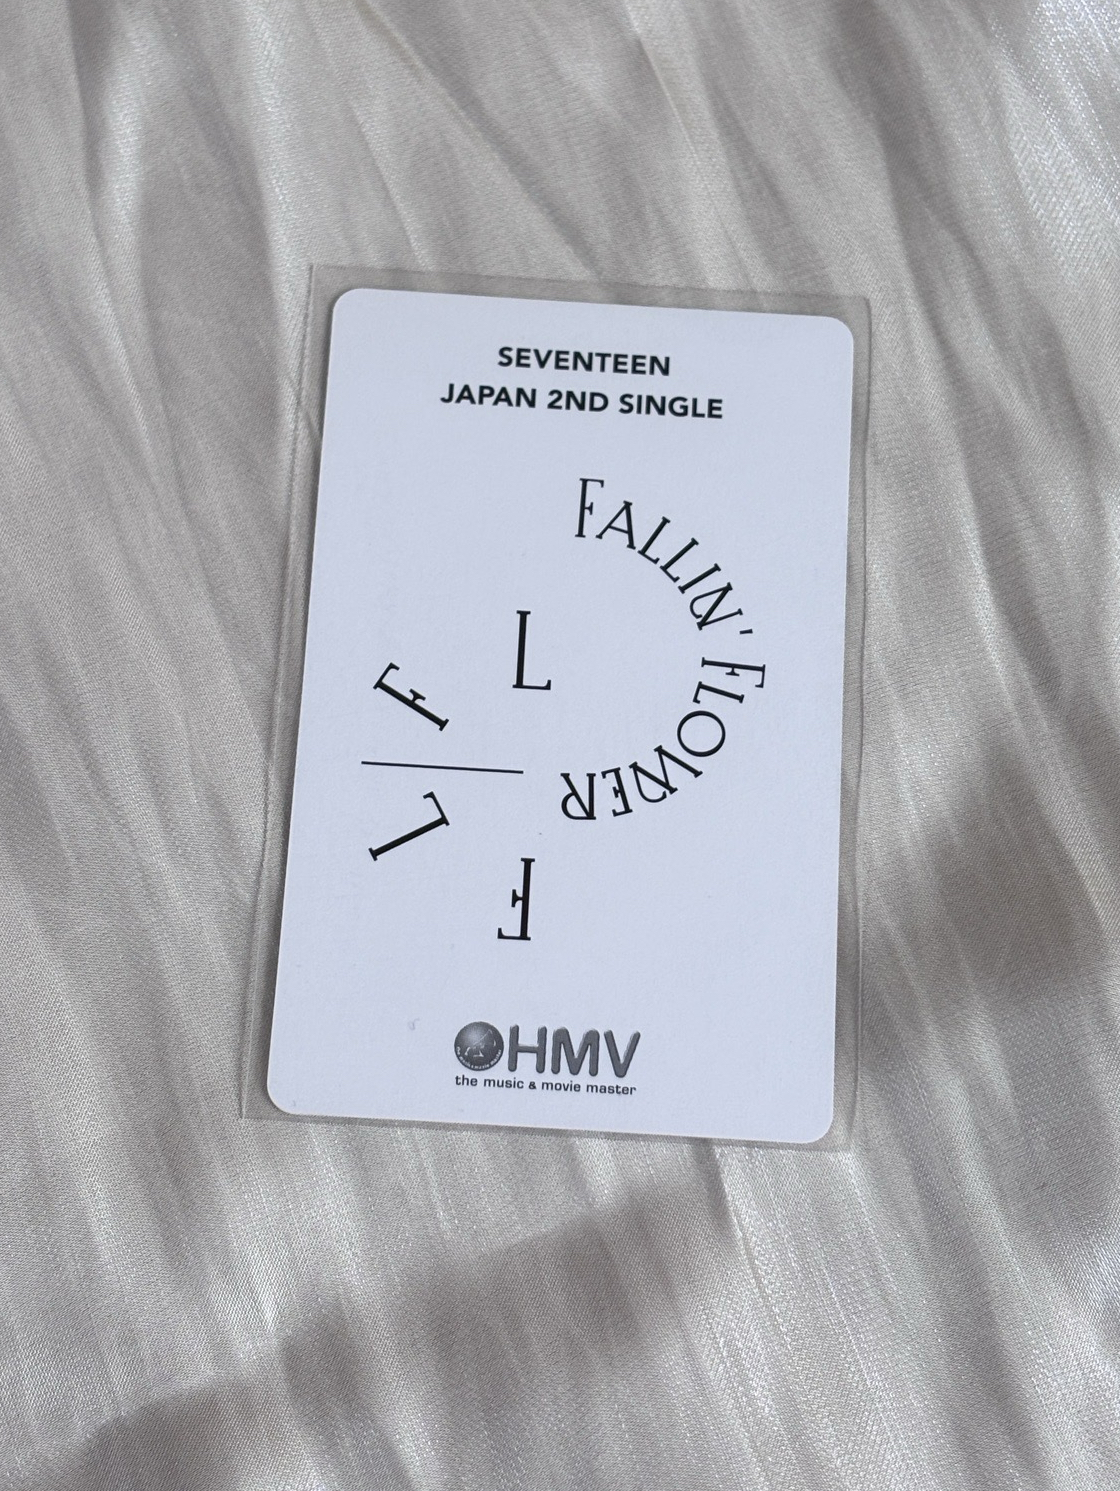 SEVENTEEN
JAPAN 2ND SINGLE
FALLIN' FLOWER
L
F
L
F
HMV
the music & movie master